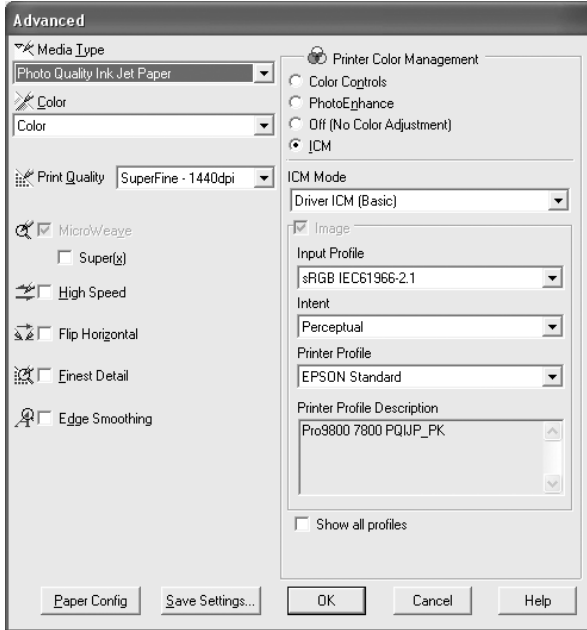 Advanced
Media Type
Photo Quality Ink Jet Paper
Color
Color
Print Quality SuperFine - 1440dpi
MicroWeave
Super(x)
High Speed
Flip Horizontal
Finest Detail
Edge Smoothing
Printer Color Management
Color Controls
PhotoEnhance
Off (No Color Adjustment)
ICM
ICM Mode
Driver ICM (Basic)
Image
Input Profile
sRGB IEC61966-2.1
Intent
Perceptual
Printer Profile
EPSON Standard
Printer Profile Description
Pro9800 7800 PQIJP_PK
Show all profiles
Paper Config Save Settings... OK Cancel Help